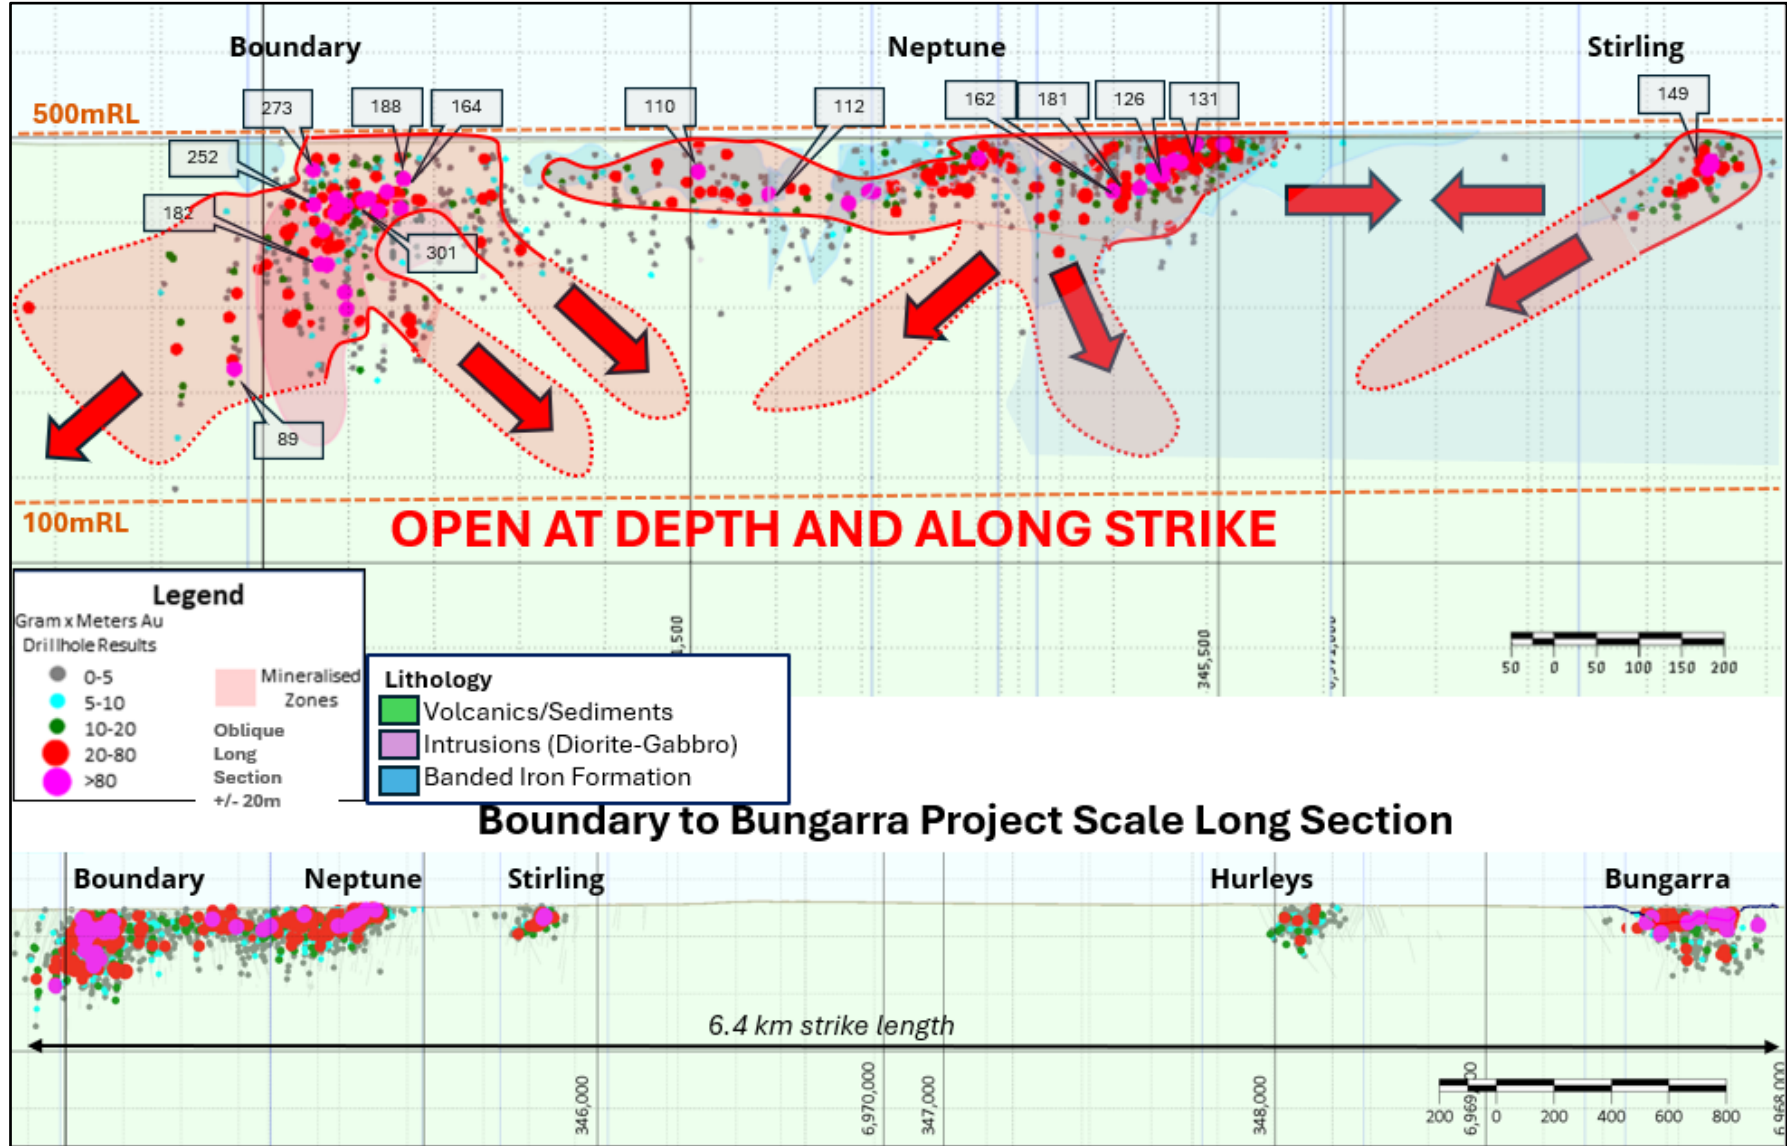 Boundary
Neptune
Stirling
500mRL
273
188
164
110
112
162
181
126
131
149
252
182
301
89
100mRL
OPEN AT DEPTH AND ALONG STRIKE
345,500
50 0 50 100 150 200
Legend
Gram x Meters Au
Drillhole Results
0-5
5-10
10-20
20-80
>80
Mineralised
Zones
Oblique
Long
Section
+/- 20m
Lithology
Volcanics/Sediments
Intrusions (Diorite-Gabbro)
Banded Iron Formation
Boundary to Bungarra Project Scale Long Section
Boundary
Neptune
Stirling
Hurleys
Bungarra
6.4 km strike length
346,000
6,970,000
347,000
348,000
200 0 200 400 600 800